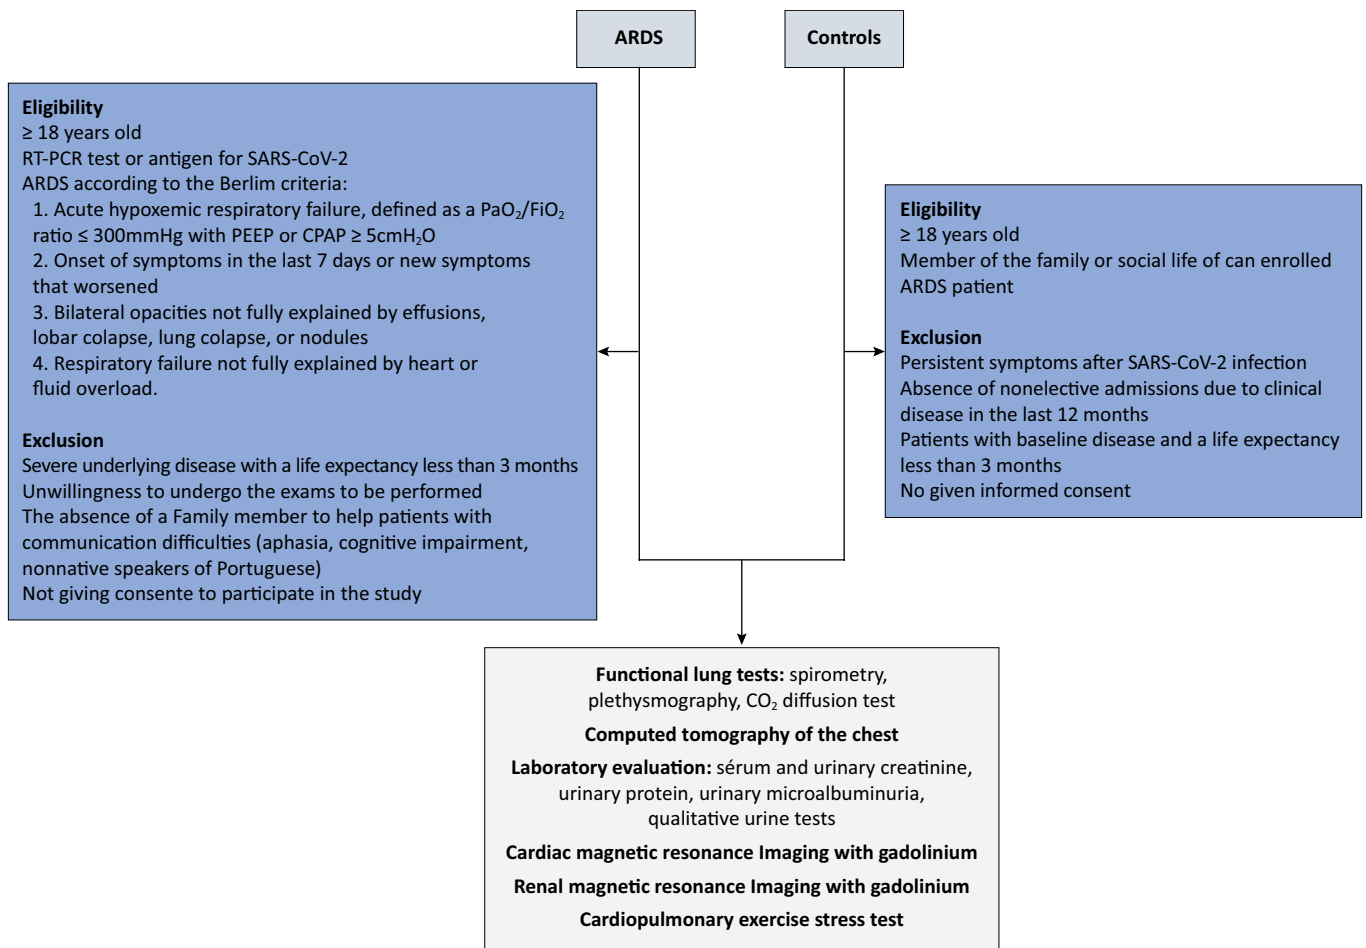 ARDS
Controls
Eligibility
≥ 18 years old
RT-PCR test or antigen for SARS-CoV-2
ARDS according to the Berlim criteria:
1. Acute hypoxemic respiratory failure, defined as a PaO₂/FiO₂
ratio ≤ 300mmHg with PEEP or CPAP ≥ 5cmH₂O
2. Onset of symptoms in the last 7 days or new symptoms
that worsened
3. Bilateral opacities not fully explained by effusions,
lobar colapse, lung colapse, or nodules
4. Respiratory failure not fully explained by heart or
fluid overload.
Exclusion
Severe underlying disease with a life expectancy less than 3 months
Unwillingness to undergo the exams to be performed
The absence of a Family member to help patients with
communication difficulties (aphasia, cognitive impairment,
nonnative speakers of Portuguese)
Not giving consente to participate in the study
Eligibility
≥ 18 years old
Member of the family or social life of can enrolled
ARDS patient
Exclusion
Persistent symptoms after SARS-CoV-2 infection
Absence of nonelective admissions due to clinical
disease in the last 12 months
Patients with baseline disease and a life expectancy
less than 3 months
No given informed consent
Functional lung tests: spirometry,
plethysmography, CO₂ diffusion test
Computed tomography of the chest
Laboratory evaluation: sérum and urinary creatinine,
urinary protein, urinary microalbuminuria,
qualitative urine tests
Cardiac magnetic resonance Imaging with gadolinium
Renal magnetic resonance Imaging with gadolinium
Cardiopulmonary exercise stress test